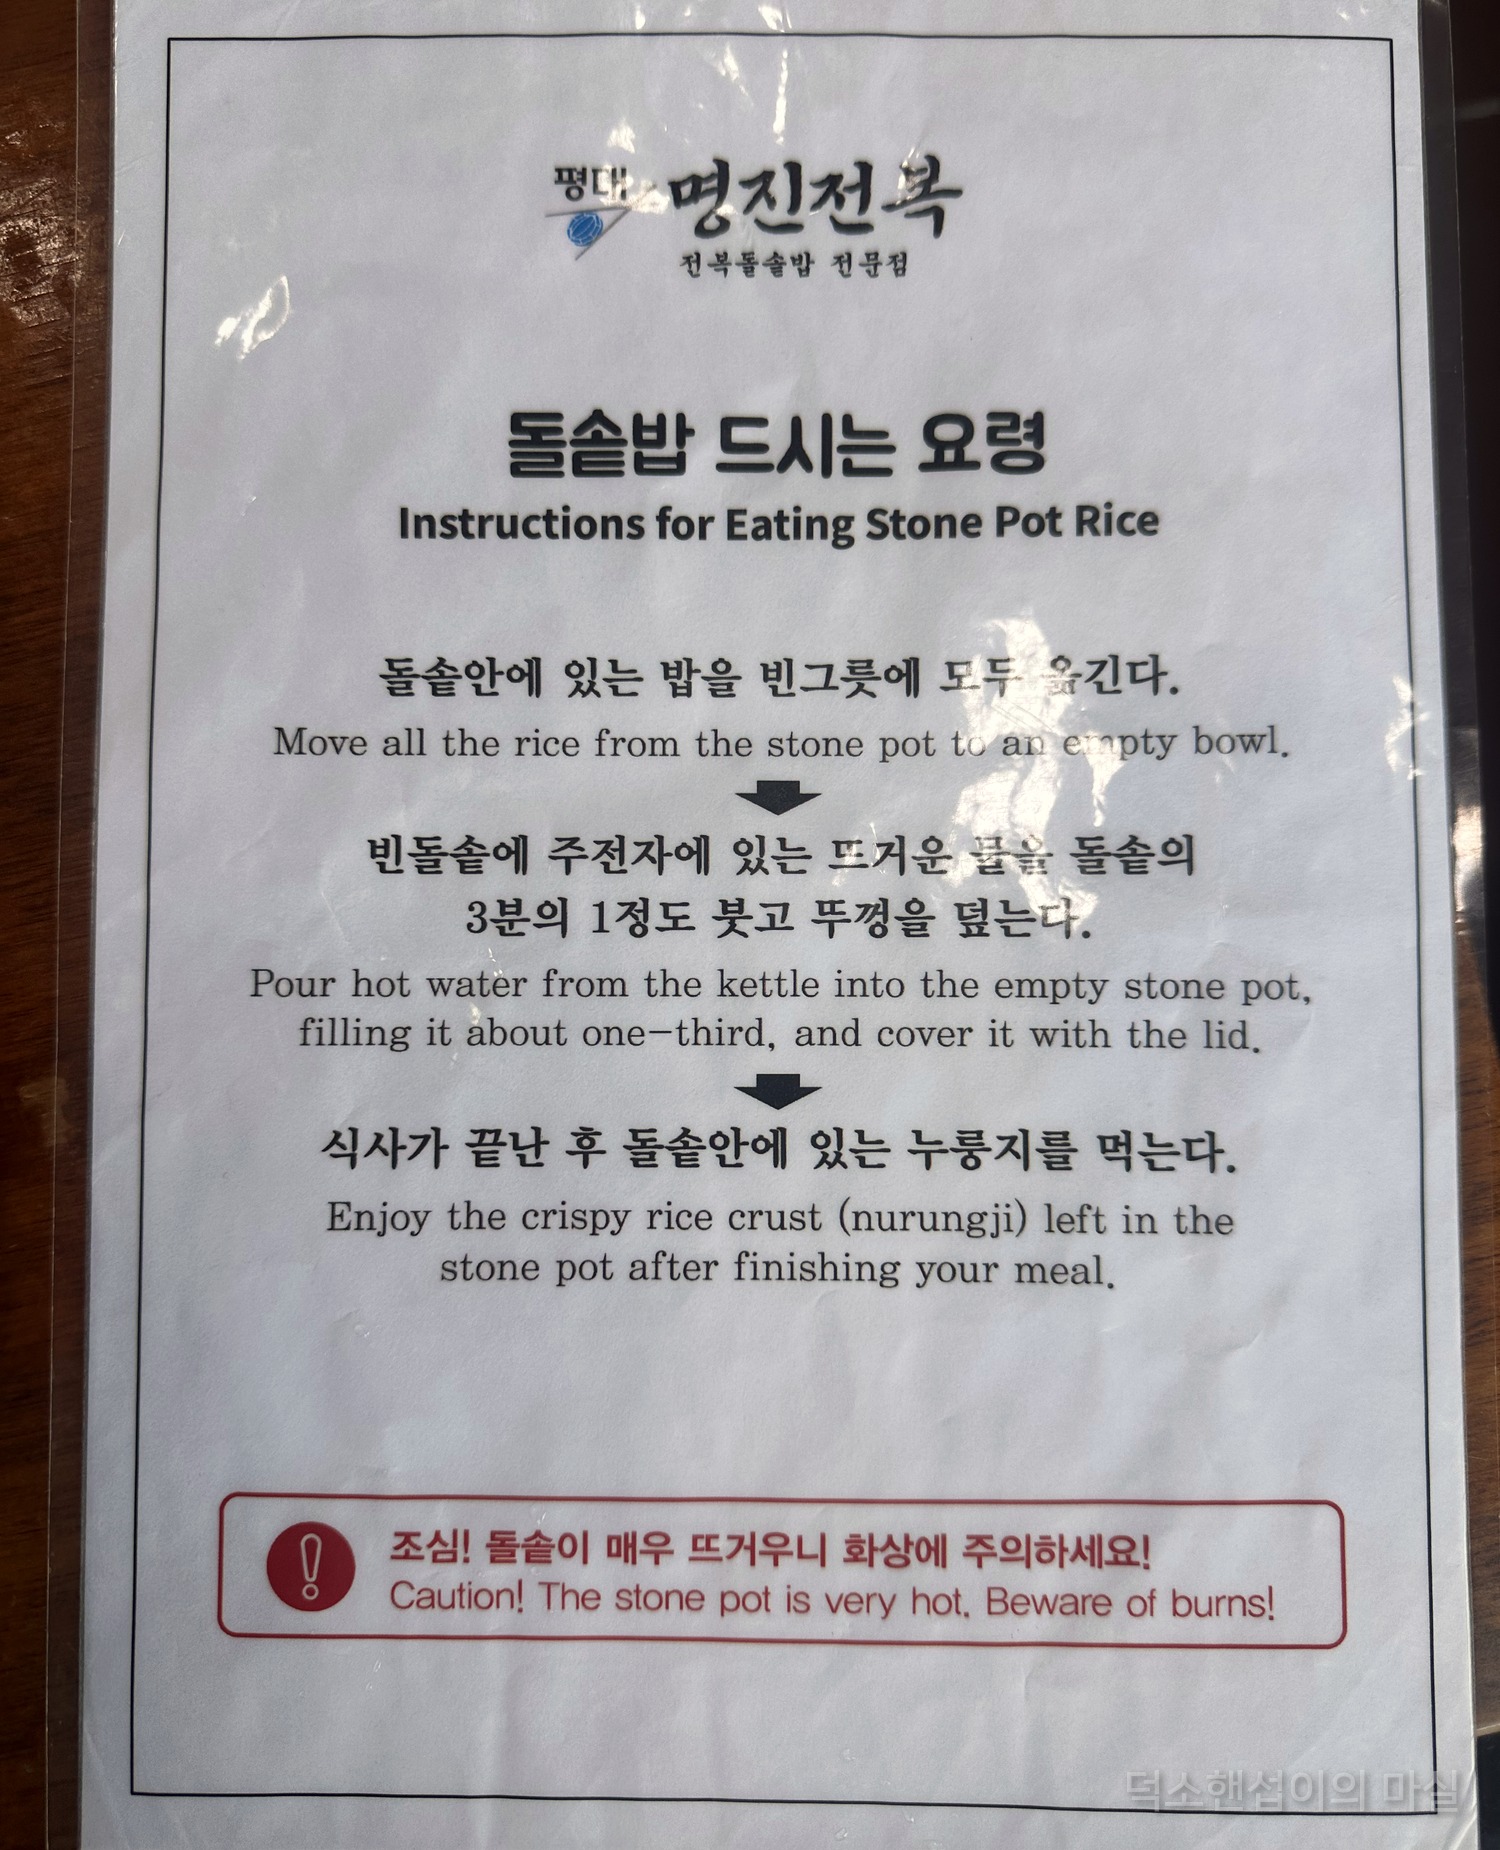 평대
명진전복
전복돌솥밥 전문점
돌솥밥 드시는 요령
Instructions for Eating Stone Pot Rice
돌솥안에 있는 밥을 빈그릇에 모두 옮긴다.
Move all the rice from the stone pot to an empty bowl.
빈돌솥에 주전자에 있는 뜨거운 물을 돌솥의
3분의 1정도 붓고 뚜껑을 덮는다.
Pour hot water from the kettle into the empty stone pot,
filling it about one-third, and cover it with the lid.
식사가 끝난 후 돌솥안에 있는 누룽지를 먹는다.
Enjoy the crispy rice crust (nurungji) left in the
stone pot after finishing your meal.
조심! 돌솥이 매우 뜨거우니 화상에 주의하세요!
Caution! The stone pot is very hot. Beware of burns!
덕소핸섭이의 마실